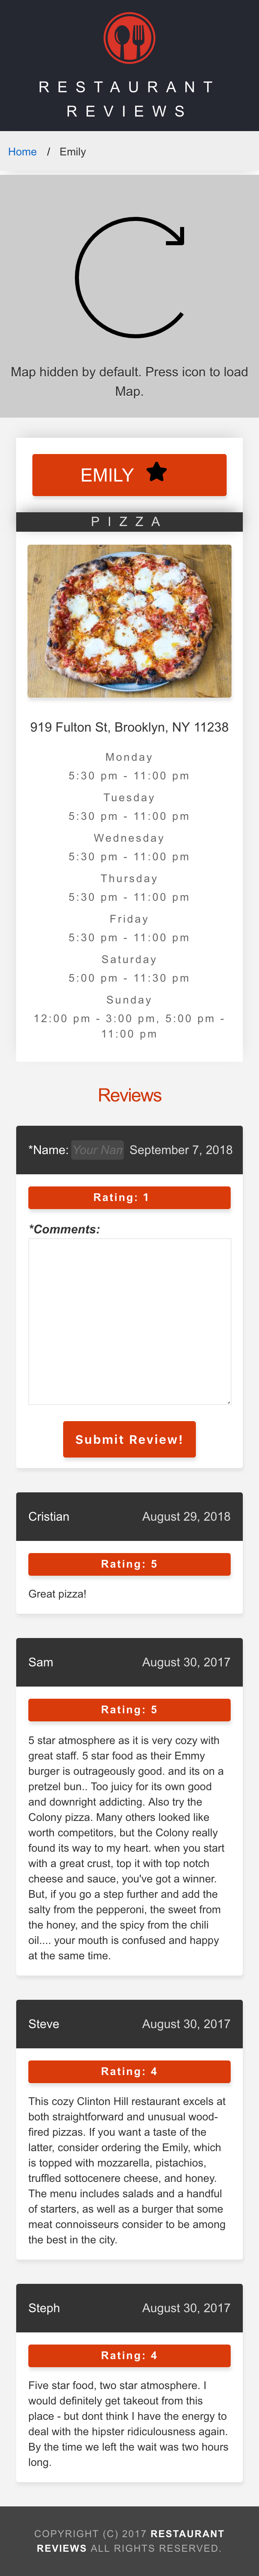 RESTAURANT
REVIEWS
Home / Emily
Map hidden by default. Press icon to load
Map.
EMILY
PIZZA
919 Fulton St, Brooklyn, NY 11238
Monday
5:30 pm - 11:00 pm
Tuesday
5:30 pm - 11:00 pm
Wednesday
5:30 pm - 11:00 pm
Thursday
5:30 pm - 11:00 pm
Friday
5:30 pm - 11:00 pm
Saturday
5:00 pm - 11:30 pm
Sunday
12:00 pm - 3:00 pm, 5:00 pm -
11:00 pm
Reviews
*Name: Your Nam September 7, 2018
Rating: 1
*Comments:
Submit Review!
Cristian August 29, 2018
Rating: 5
Great pizza!
Sam August 30, 2017
Rating: 5
5 star atmosphere as it is very cozy with
great staff. 5 star food as their Emmy
burger is outrageously good. and its on a
pretzel bun.. Too juicy for its own good
and downright addicting. Also try the
Colony pizza. Many others looked like
worth competitors, but the Colony really
found its way to my heart. when you start
with a great crust, top it with top notch
cheese and sauce, you've got a winner.
But, if you go a step further and add the
salty from the pepperoni, the sweet from
the honey, and the spicy from the chili
oil.... your mouth is confused and happy
at the same time.
Steve August 30, 2017
Rating: 4
This cozy Clinton Hill restaurant excels at
both straightforward and unusual wood-
fired pizzas. If you want a taste of the
latter, consider ordering the Emily, which
is topped with mozzarella, pistachios,
truffled sottocenere cheese, and honey.
The menu includes salads and a handful
of starters, as well as a burger that some
meat connoisseurs consider to be among
the best in the city.
Steph August 30, 2017
Rating: 4
Five star food, two star atmosphere. I
would definitely get takeout from this
place - but dont think I have the energy to
deal with the hipster ridiculousness again.
By the time we left the wait was two hours
long.
COPYRIGHT (C) 2017 RESTAURANT
REVIEWS ALL RIGHTS RESERVED.